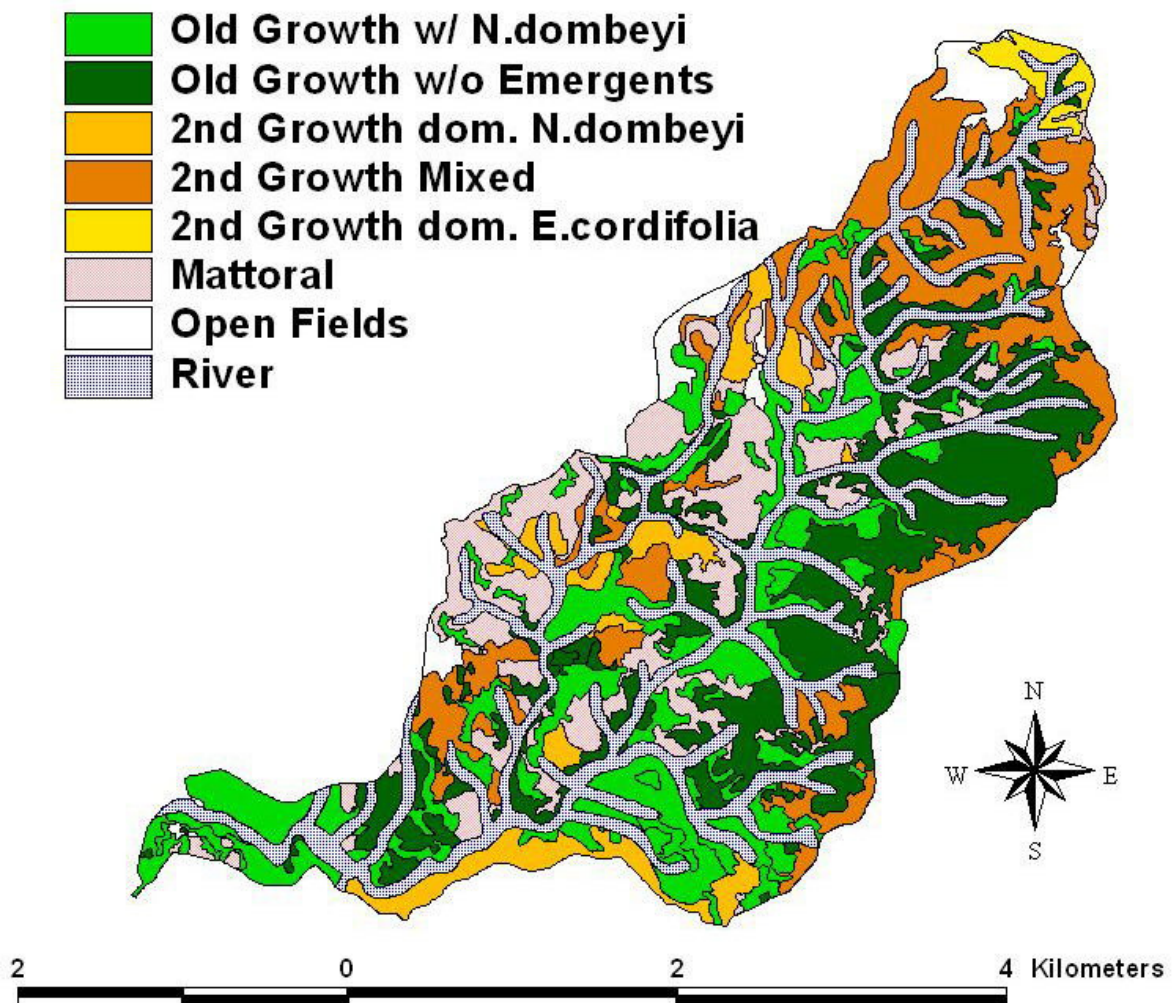 Old Growth w/ N.dombeyi
Old Growth w/o Emergents
2nd Growth dom. N.dombeyi
2nd Growth Mixed
2nd Growth dom. E.cordifolia
Mattoral
Open Fields
River
N
W E
S
2 0 2 4 Kilometers